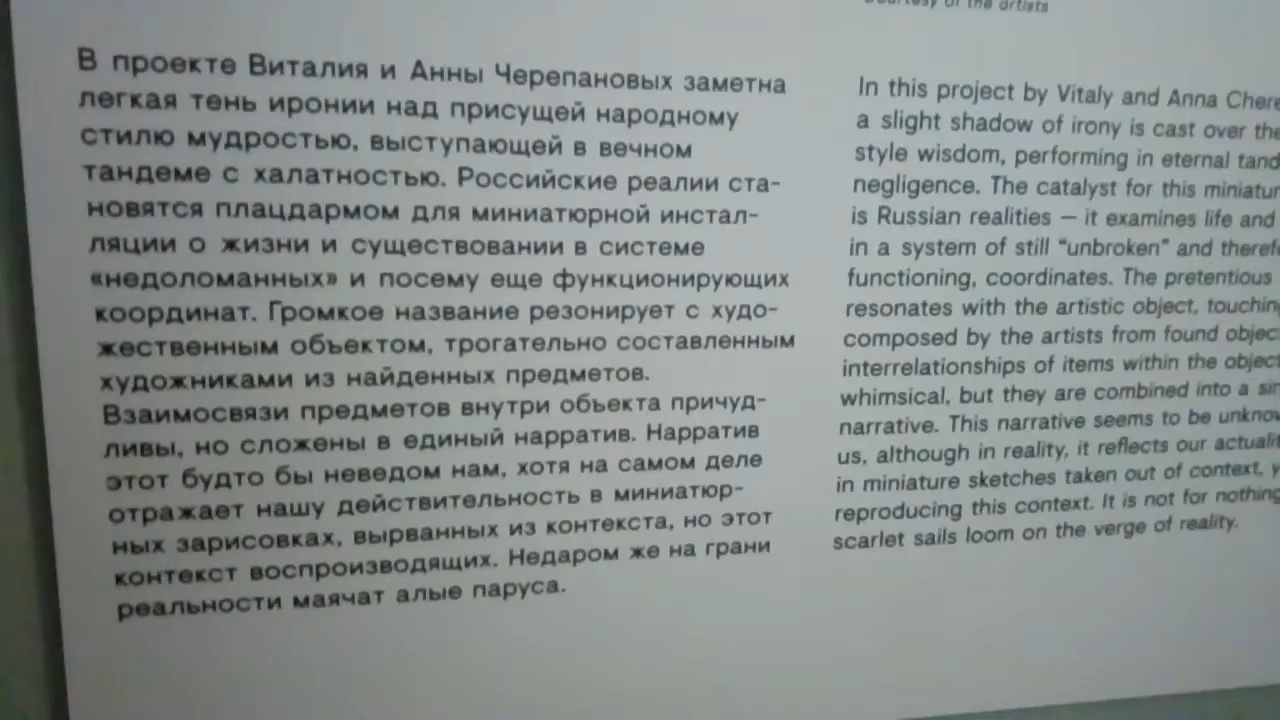 of the artists
В проекте Виталия и Анны Черепановых заметна
легкая тень иронии над присущей народному
стилю мудростью, выступающей в вечном
тандеме с халатностью. Российские реалии ста-
новятся плацдармом для миниатюрной инстал-
ляции о жизни и существовании в системе
«недоломанных» и посему еще функционирующих
координат. Громкое название резонирует с худо-
жественным объектом, трогательно составленным
художниками из найденных предметов.
Взаимосвязи предметов внутри объекта причуд-
ливы, но сложены в единый нарратив. Нарратив
этот будто бы неведом нам, хотя на самом деле
отражает нашу действительность в миниатюр-
ных зарисовках, вырванных из контекста, но этот
контекст воспроизводящих. Недаром же на грани
реальности маячат алые паруса.
In this project by Vitaly and Anna
a slight shadow of irony is cast over
style wisdom, performing in eternal
negligence. The catalyst for this
is Russian realities – it examines life and
in a system of still “unbroken” and
functioning, coordinates. The pretentious
resonates with the artistic object,
composed by the artists from found
interrelationships of items within the
whimsical, but they are combined into a
narrative. This narrative seems to be
us, although in reality, it reflects our
in miniature sketches taken out of context,
reproducing this context. It is not for nothing
scarlet sails loom on the verge of reality.